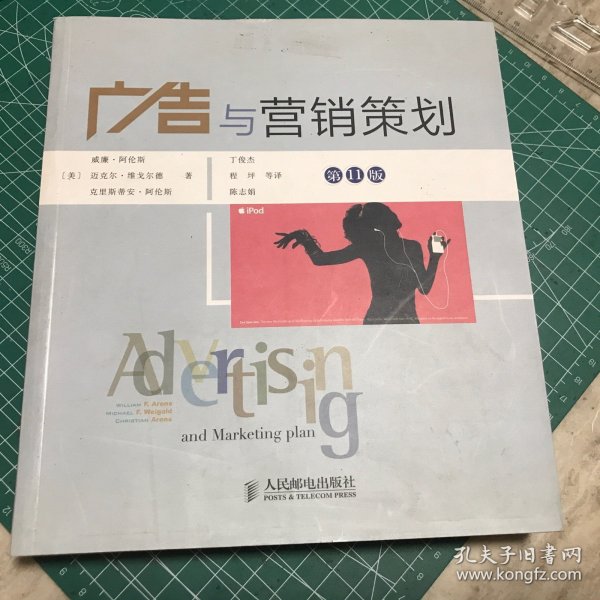 广告与营销策划
威廉·阿伦斯
[美] 迈克尔·维戈尔德 著
克里斯蒂安·阿伦斯
丁俊杰
程坪 等译
陈志娟
第11版
iPod
Advertising
WILLIAM F. Arens
MICHAEL F. Weigold
CHRISTIAN Arens
and Marketing plan
人民邮电出版社
POSTS & TELECOM PRESS
孔夫子旧书网
www.kongfz.com